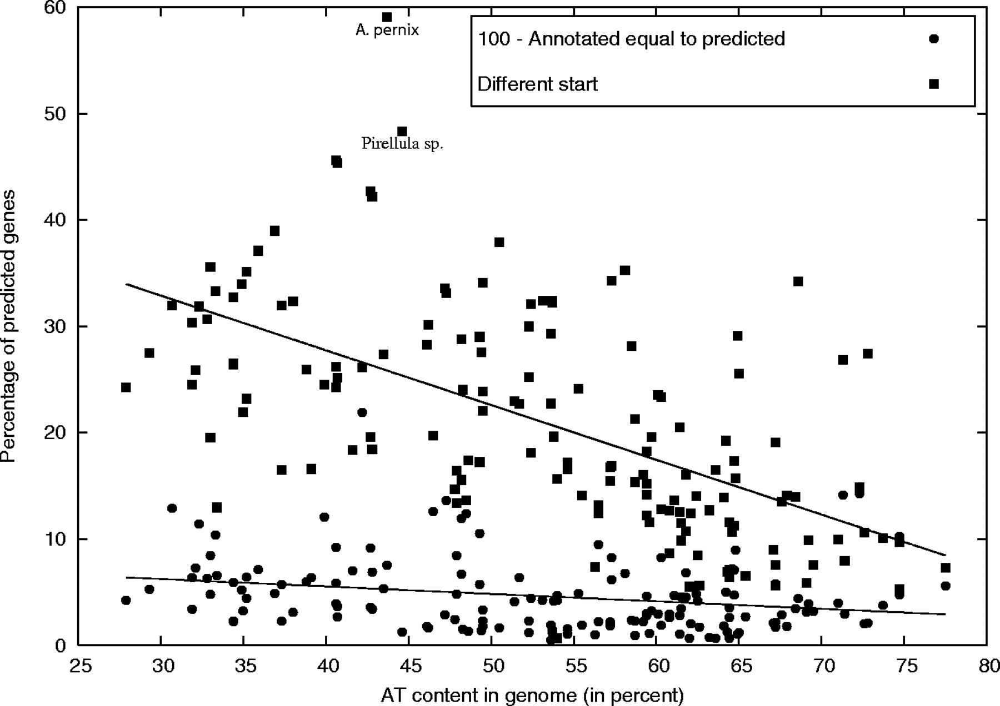 60
A. pernix
100 - Annotated equal to predicted
Different start
50
Pirellula sp.
40
30
20
10
0
Percentage of predicted genes
25 30 35 40 45 50 55 60 65 70 75 80
AT content in genome (in percent)